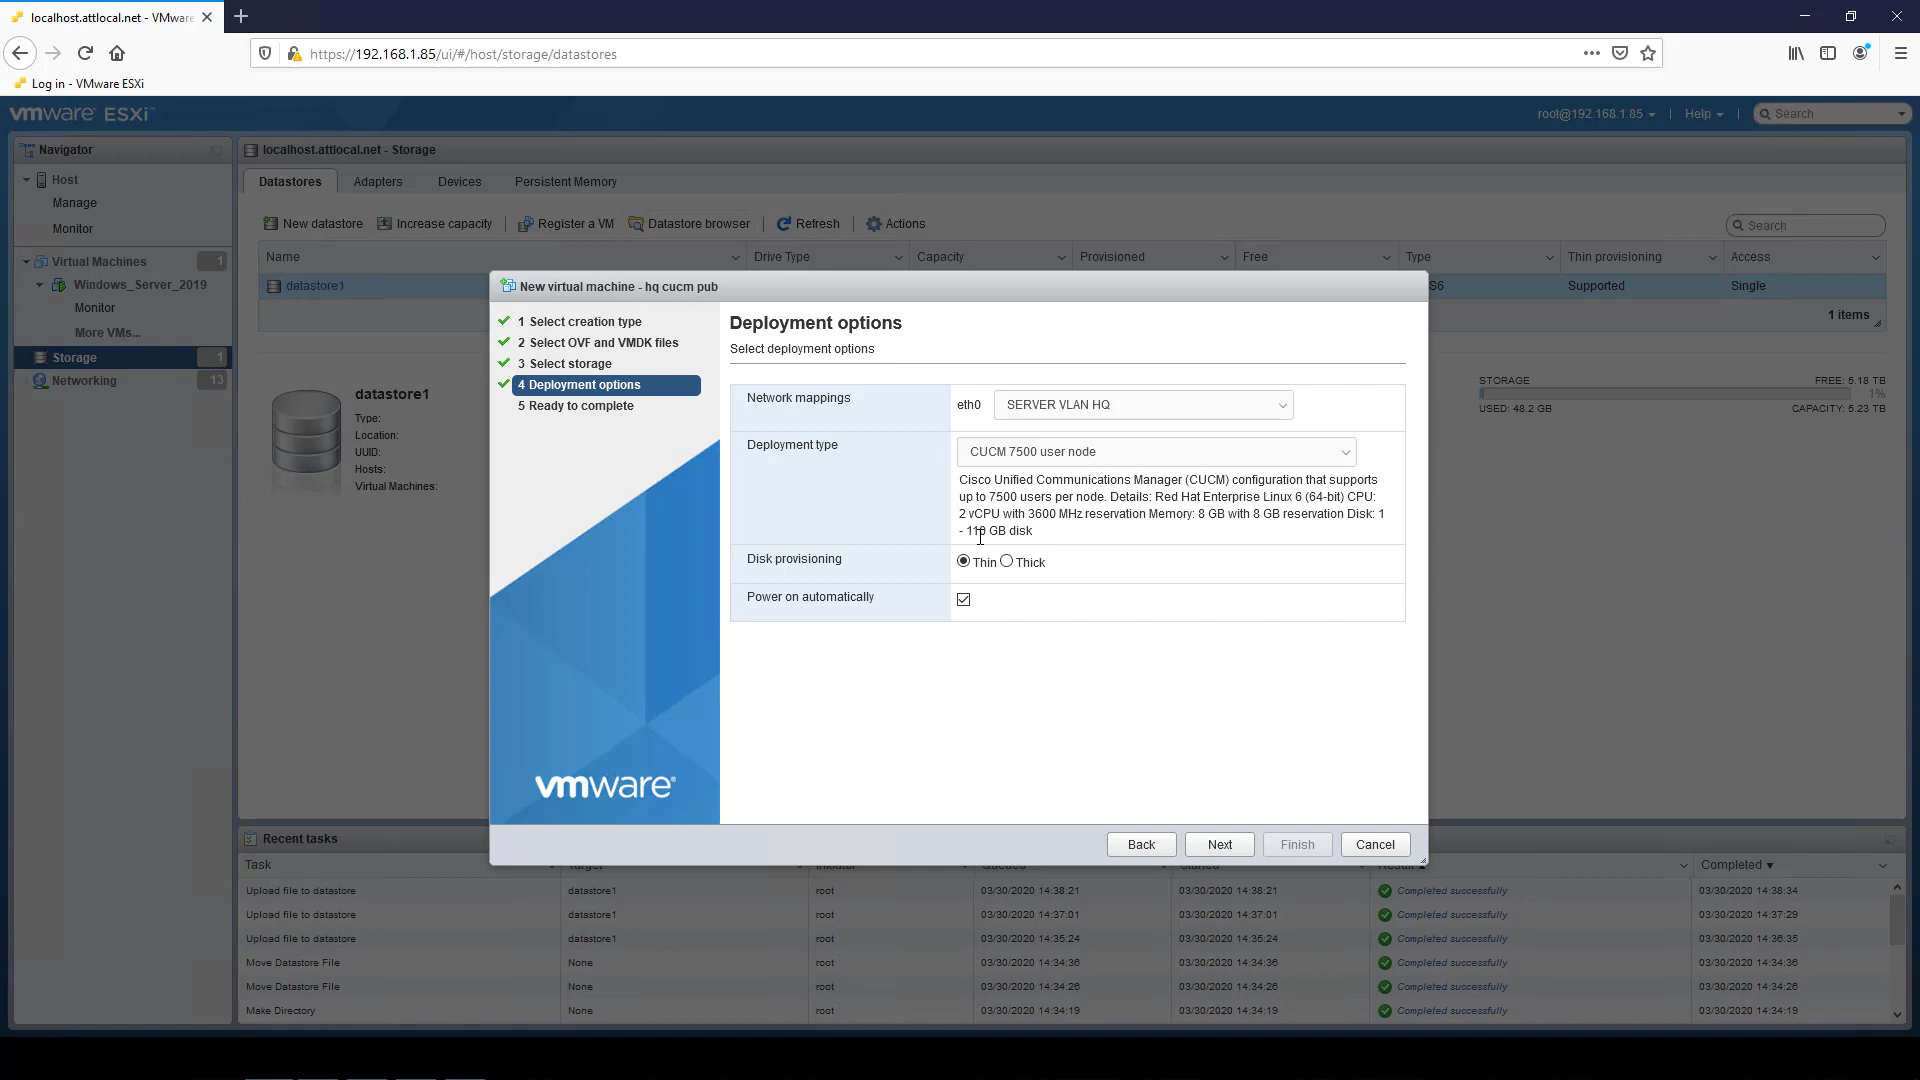 localhost.attlocal.net - VMware
https://192.168.1.85/ui/#/host/storage/datastores
Log in - VMware ESXi
vmware ESXi
root@192.168.1.85
Help
Search
Navigator
localhost.attlocal.net - Storage
Host
Manage
Monitor
Virtual Machines 1
Windows_Server_2019
Monitor
More VMs...
Storage 1
Networking 13
Datastores Adapters Devices Persistent Memory
New datastore Increase capacity Register a VM Datastore browser Refresh Actions
Search
Name Drive Type Capacity Provisioned Free Type Thin provisioning Access
datastore1 S6 Supported Single
1 items
datastore1
Type:
Location:
UUID:
Hosts:
Virtual Machines:
STORAGE FREE: 5.18 TB
1%
USED: 48.2 GB CAPACITY: 5.23 TB
New virtual machine - hq cucm pub
1 Select creation type
2 Select OVF and VMDK files
3 Select storage
4 Deployment options
5 Ready to complete
vmware®
Deployment options
Select deployment options
Network mappings eth0 SERVER VLAN HQ
Deployment type CUCM 7500 user node
Cisco Unified Communications Manager (CUCM) configuration that supports
up to 7500 users per node. Details: Red Hat Enterprise Linux 6 (64-bit) CPU:
2 vCPU with 3600 MHz reservation Memory: 8 GB with 8 GB reservation Disk: 1
- 110 GB disk
Disk provisioning Thin Thick
Power on automatically
Back Next Finish Cancel
Recent tasks
Task Target Initiator Queued Started Result Completed
Upload file to datastore datastore1 root 03/30/2020 14:38:21 03/30/2020 14:38:21 Completed successfully 03/30/2020 14:38:34
Upload file to datastore datastore1 root 03/30/2020 14:37:01 03/30/2020 14:37:01 Completed successfully 03/30/2020 14:37:29
Upload file to datastore datastore1 root 03/30/2020 14:35:24 03/30/2020 14:35:24 Completed successfully 03/30/2020 14:36:35
Move Datastore File None root 03/30/2020 14:34:36 03/30/2020 14:34:36 Completed successfully 03/30/2020 14:34:36
Move Datastore File None root 03/30/2020 14:34:26 03/30/2020 14:34:26 Completed successfully 03/30/2020 14:34:26
Make Directory None root 03/30/2020 14:34:19 03/30/2020 14:34:19 Completed successfully 03/30/2020 14:34:19